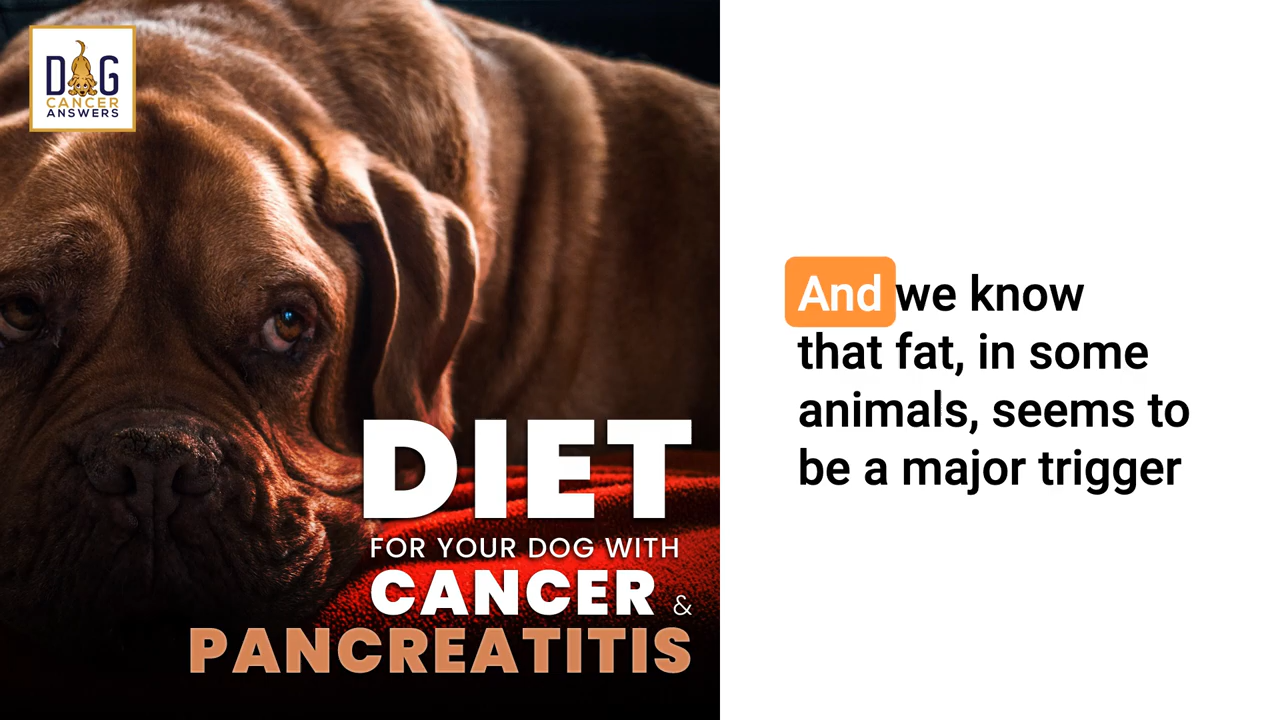 DOG
CANCER
ANSWERS
DIET
FOR YOUR DOG WITH
CANCER &
PANCREATITIS
And we know
that fat, in some
animals, seems to
be a major trigger